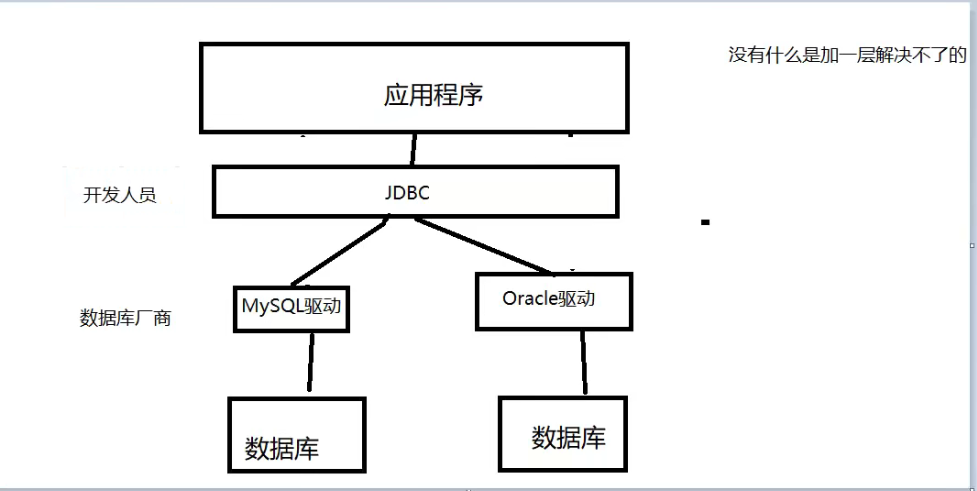 没有什么是加一层解决不了的
应用程序
开发人员
JDBC
数据库厂商
MySQL驱动
Oracle驱动
数据库
数据库